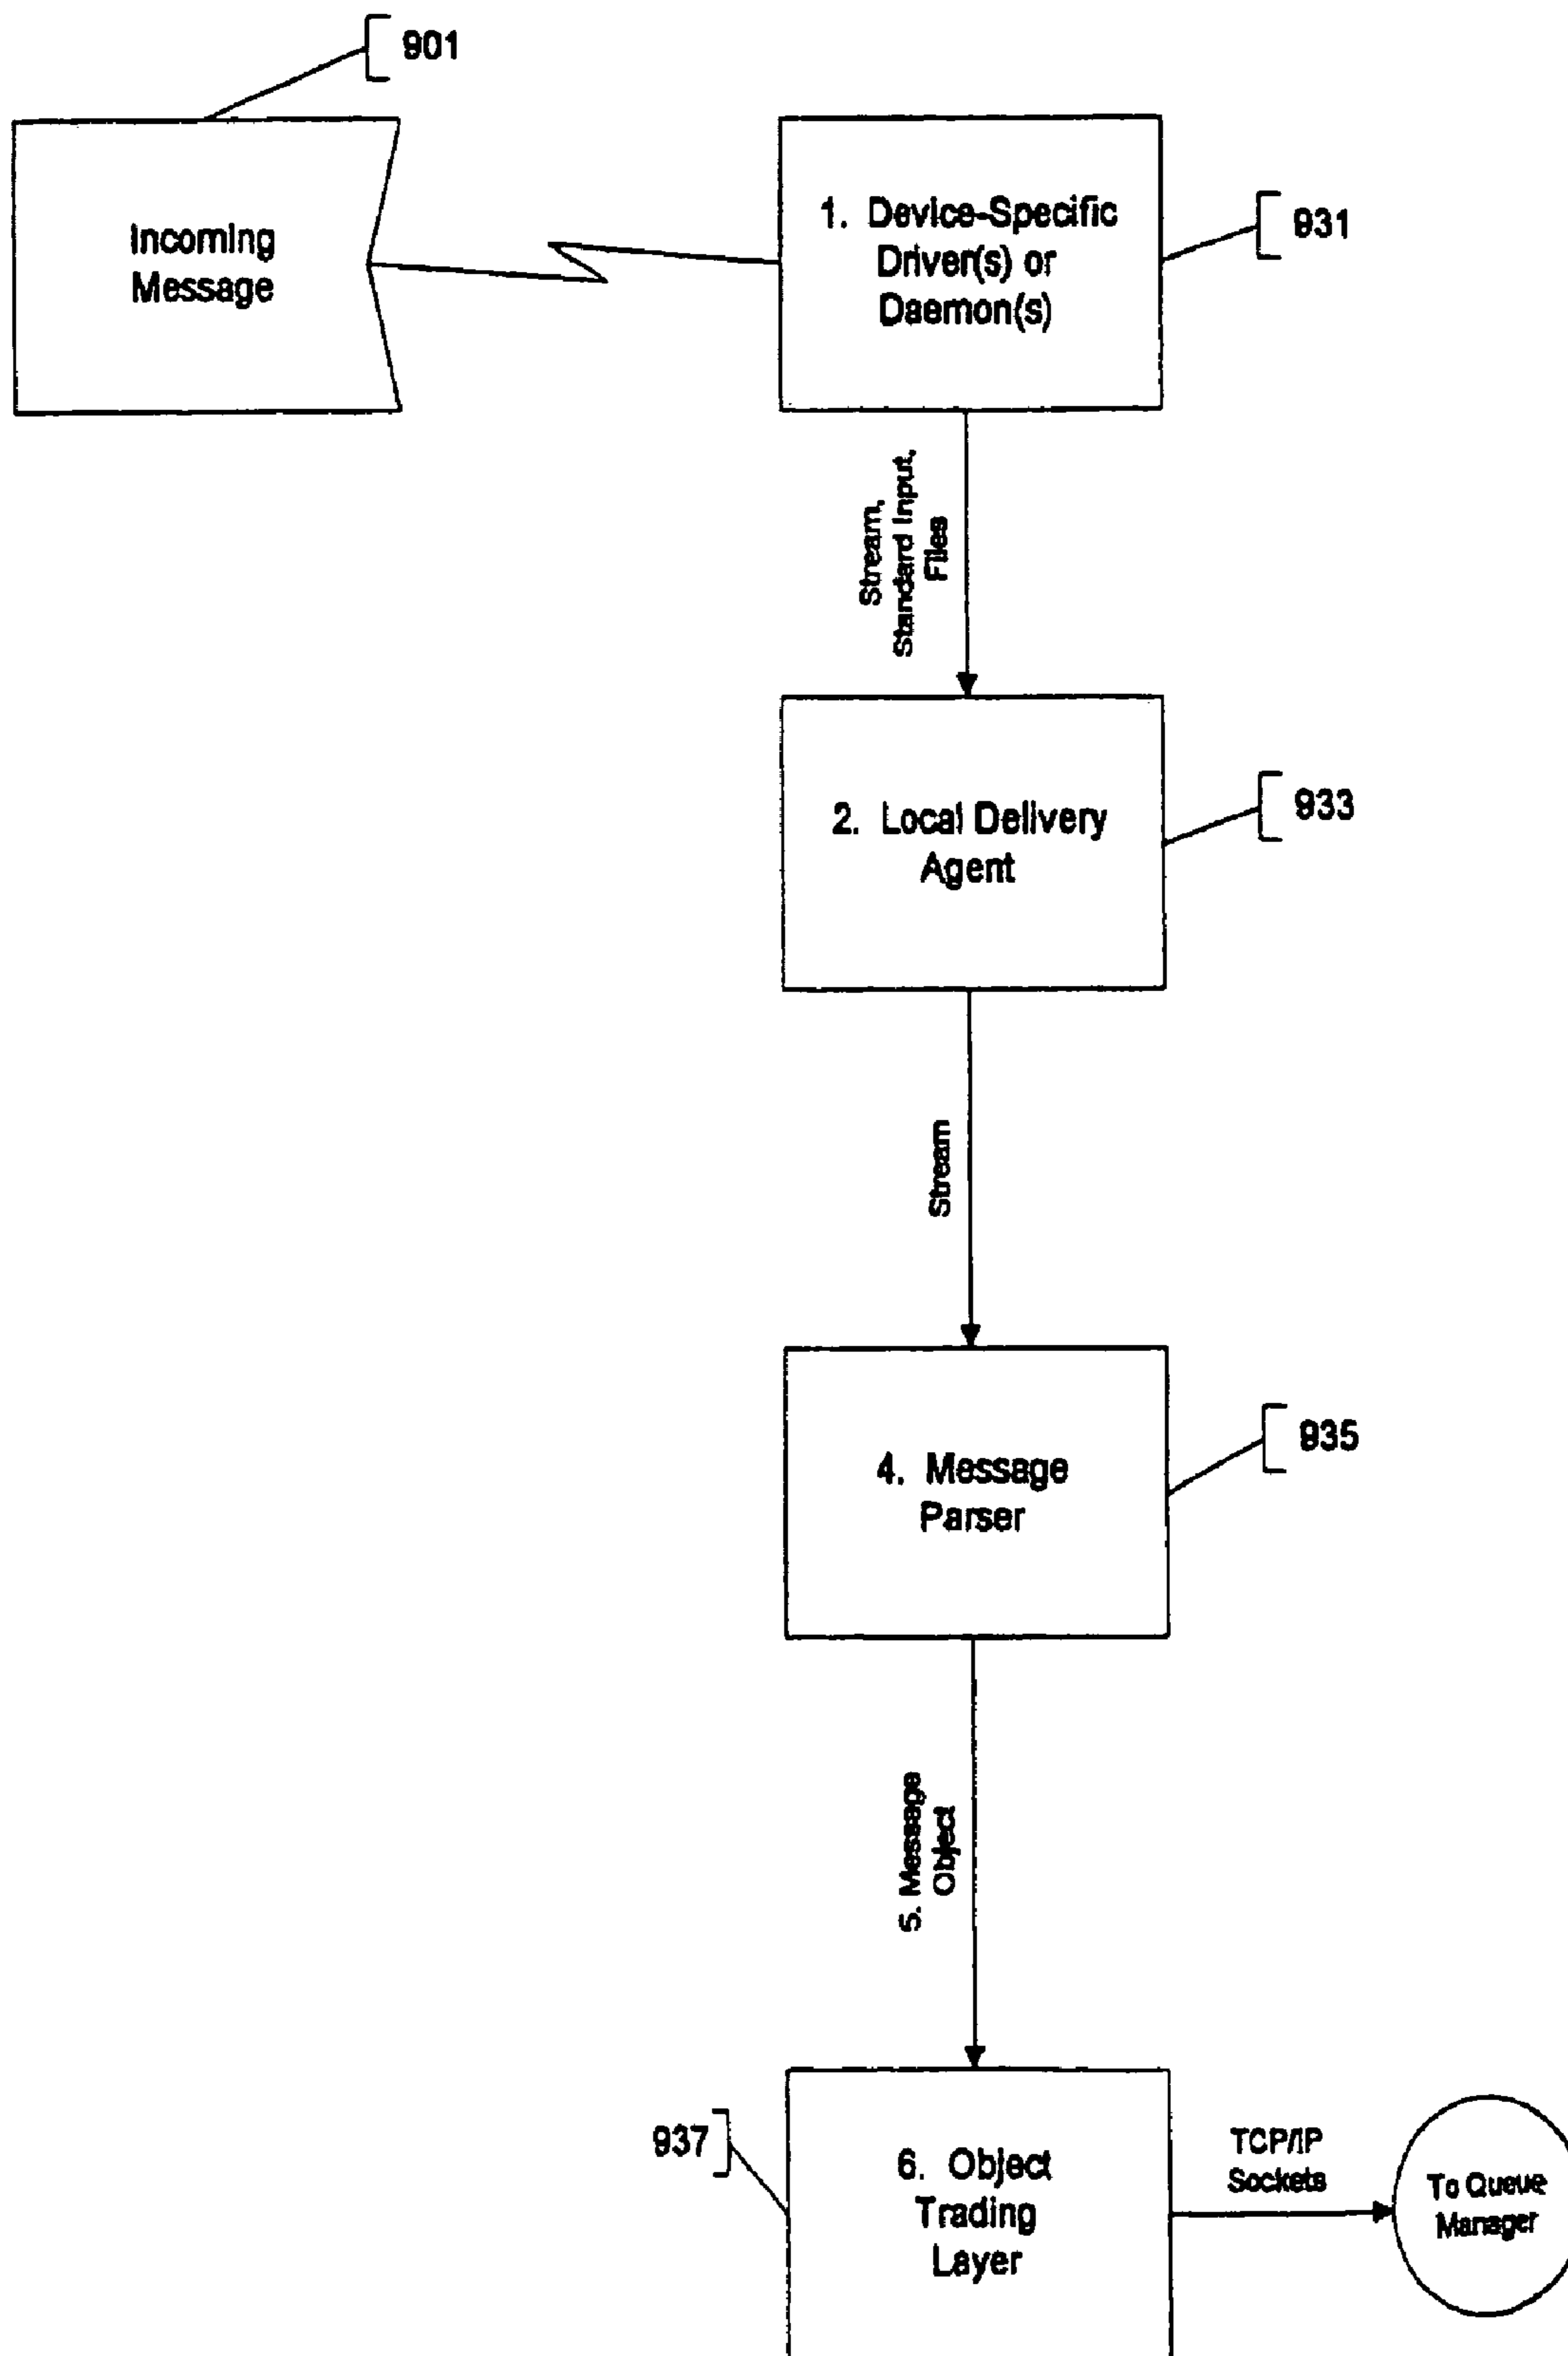 901
Incoming
Message
1. Device-Specific
Driver(s) or
Daemon(s)
931
Stream,
Standard Input,
Files
2. Local Delivery
Agent
933
Stream
4. Message
Parser
935
5. Message
Object
937
6. Object
Trading
Layer
TCP/IP
Sockets
To Queue
Manager